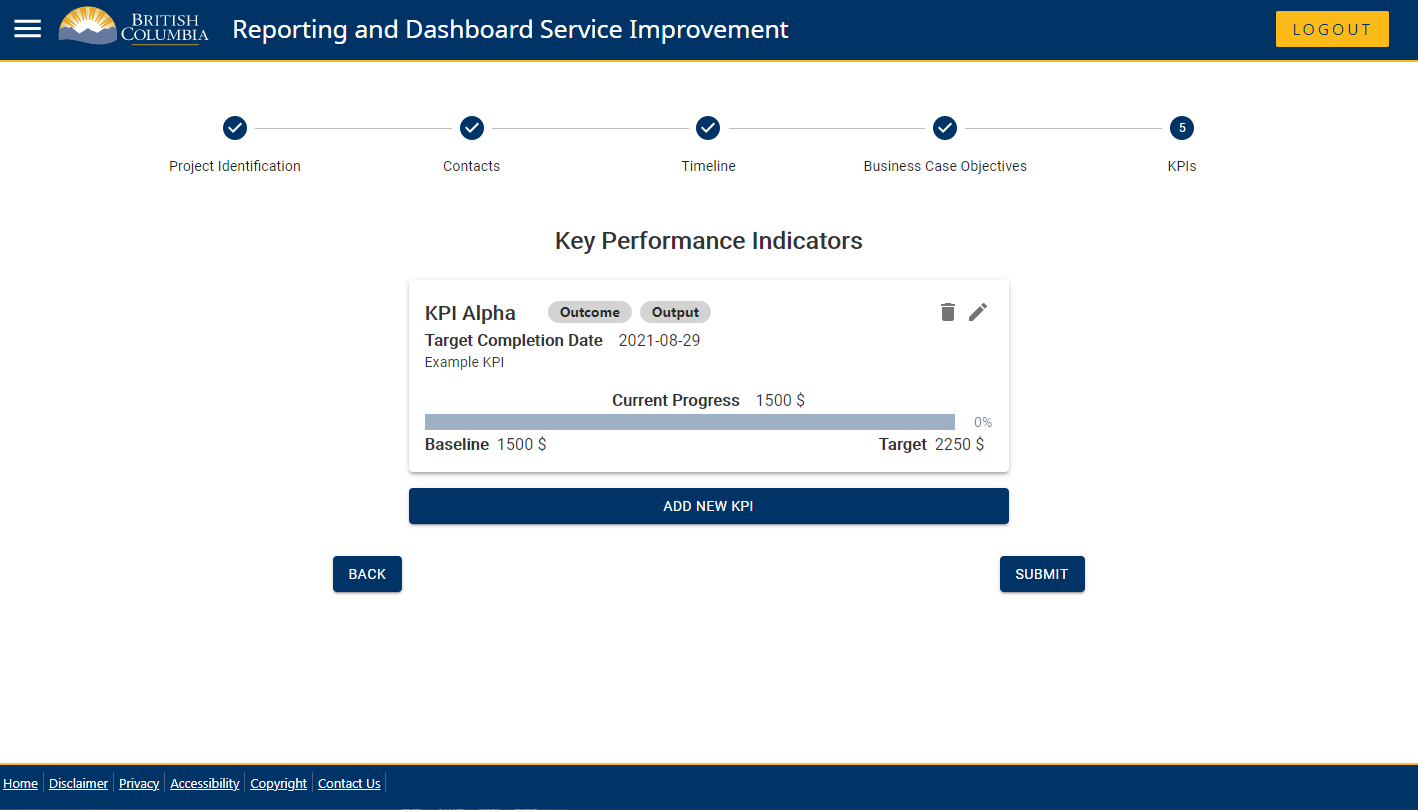 BRITISH
COLUMBIA
Reporting and Dashboard Service Improvement
LOGOUT
5
Project Identification
Contacts
Timeline
Business Case Objectives
KPIs
Key Performance Indicators
KPI Alpha Outcome Output
Target Completion Date 2021-08-29
Example KPI
Current Progress 1500 $
0%
Baseline 1500 $ Target 2250 $
ADD NEW KPI
BACK SUBMIT
Home Disclaimer Privacy Accessibility Copyright Contact Us